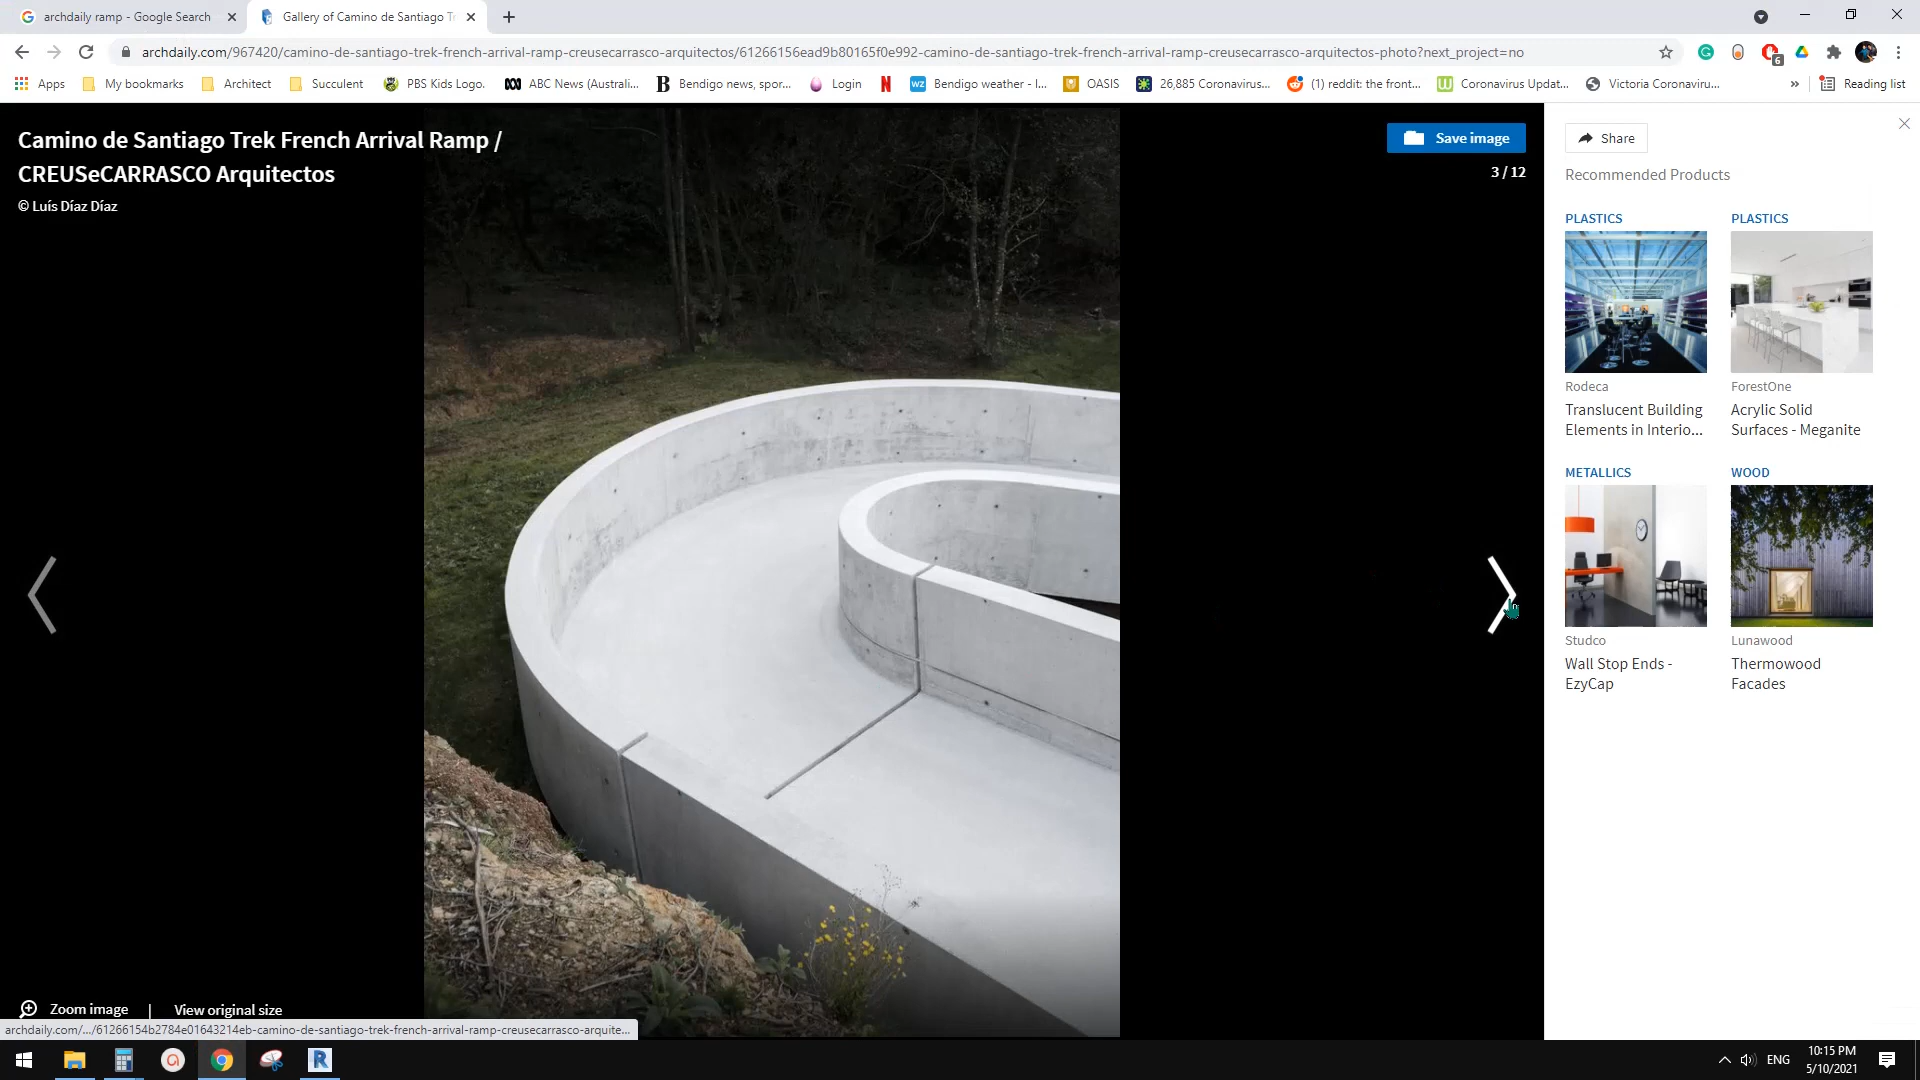 archdaily ramp - Google Search
Gallery of Camino de Santiago Tr
archdaily.com/967420/camino-de-santiago-trek-french-arrival-ramp-creusecarrasco-arquitectos/61266156ead9b80165f0e992-camino-de-santiago-trek-french-arrival-ramp-creusecarrasco-arquitectos-photo?next_project=no
6
Apps
My bookmarks
Architect
Succulent
PBS Kids Logo.
ABC News (Australi...
B
Bendigo news, spor...
Login
N
wz
Bendigo weather - l...
OASIS
26,885 Coronavirus...
(1) reddit: the front...
Coronavirus Updat...
Victoria Coronaviru...
»
Reading list
Camino de Santiago Trek French Arrival Ramp /
CREUSeCARRASCO Arquitectos
© Luís Díaz Díaz
Save image
3 / 12
Share
Recommended Products
PLASTICS
PLASTICS
Rodeca
ForestOne
Translucent Building
Elements in Interio...
Acrylic Solid
Surfaces - Meganite
METALLICS
WOOD
Studco
Lunawood
Wall Stop Ends -
EzyCap
Thermowood
Facades
Zoom image
|
View original size
archdaily.com/.../61266154b2784e01643214eb-camino-de-santiago-trek-french-arrival-ramp-creusecarrasco-arquite...
R
ENG
10:15 PM
5/10/2021